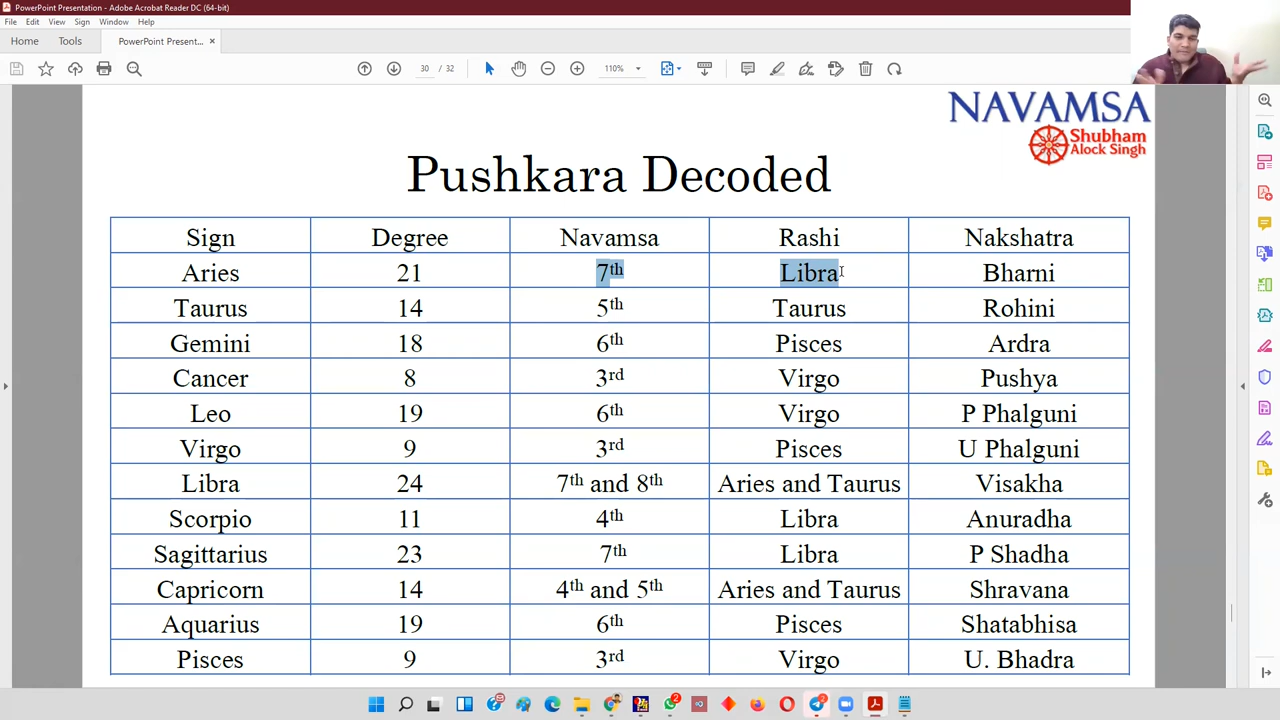 PowerPoint Presentation - Adobe Acrobat Reader DC (64-bit)
File Edit View Sign Window Help
Home Tools PowerPoint Present... ×
30 / 32 110%
NAVAMSA
Shubham
Alock Singh
Pushkara Decoded
Sign Degree Navamsa Rashi Nakshatra
Aries 21 7th Libra Bharni
Taurus 14 5th Taurus Rohini
Gemini 18 6th Pisces Ardra
Cancer 8 3rd Virgo Pushya
Leo 19 6th Virgo P Phalguni
Virgo 9 3rd Pisces U Phalguni
Libra 24 7th and 8th Aries and Taurus Visakha
Scorpio 11 4th Libra Anuradha
Sagittarius 23 7th Libra P Shadha
Capricorn 14 4th and 5th Aries and Taurus Shravana
Aquarius 19 6th Pisces Shatabhisa
Pisces 9 3rd Virgo U. Bhadra